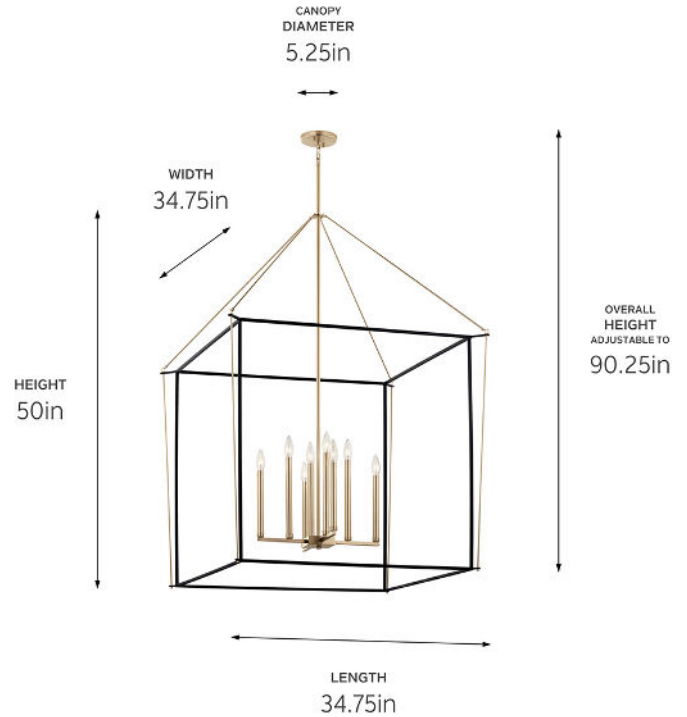 CANOPY
DIAMETER
5.25in
WIDTH
34.75in
HEIGHT
50in
OVERALL
HEIGHT
ADJUSTABLE TO
90.25in
LENGTH
34.75in